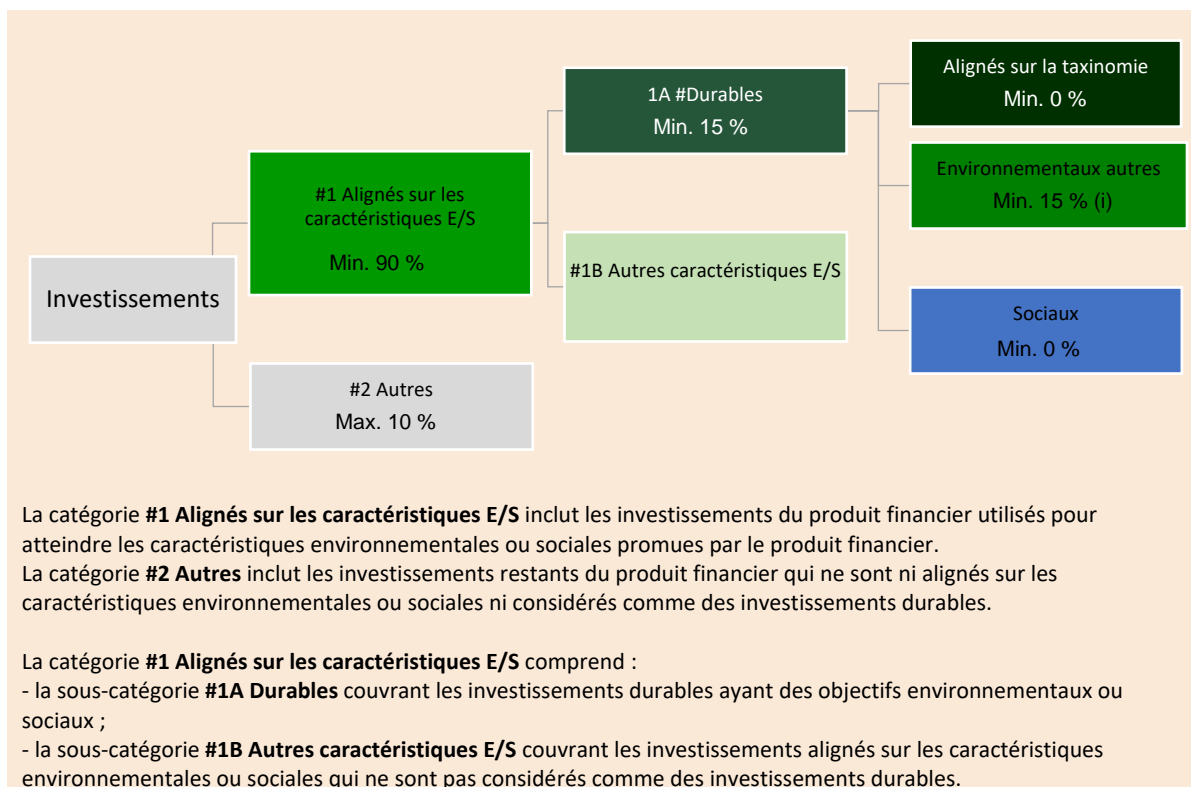 Investissements
#1 Alignés sur les
caractéristiques E/S
Min. 90 %
#2 Autres
Max. 10 %
1A #Durables
Min. 15 %
#1B Autres caractéristiques E/S
Alignés sur la taxinomie
Min. 0 %
Environnementaux autres
Min. 15 % (i)
Sociaux
Min. 0 %
La catégorie #1 Alignés sur les caractéristiques E/S inclut les investissements du produit financier utilisés pour
atteindre les caractéristiques environnementales ou sociales promues par le produit financier.
La catégorie #2 Autres inclut les investissements restants du produit financier qui ne sont ni alignés sur les
caractéristiques environnementales ou sociales ni considérés comme des investissements durables.
La catégorie #1 Alignés sur les caractéristiques E/S comprend :
- la sous-catégorie #1A Durables couvrant les investissements durables ayant des objectifs environnementaux ou
sociaux ;
- la sous-catégorie #1B Autres caractéristiques E/S couvrant les investissements alignés sur les caractéristiques
environnementales ou sociales qui ne sont pas considérés comme des investissements durables.